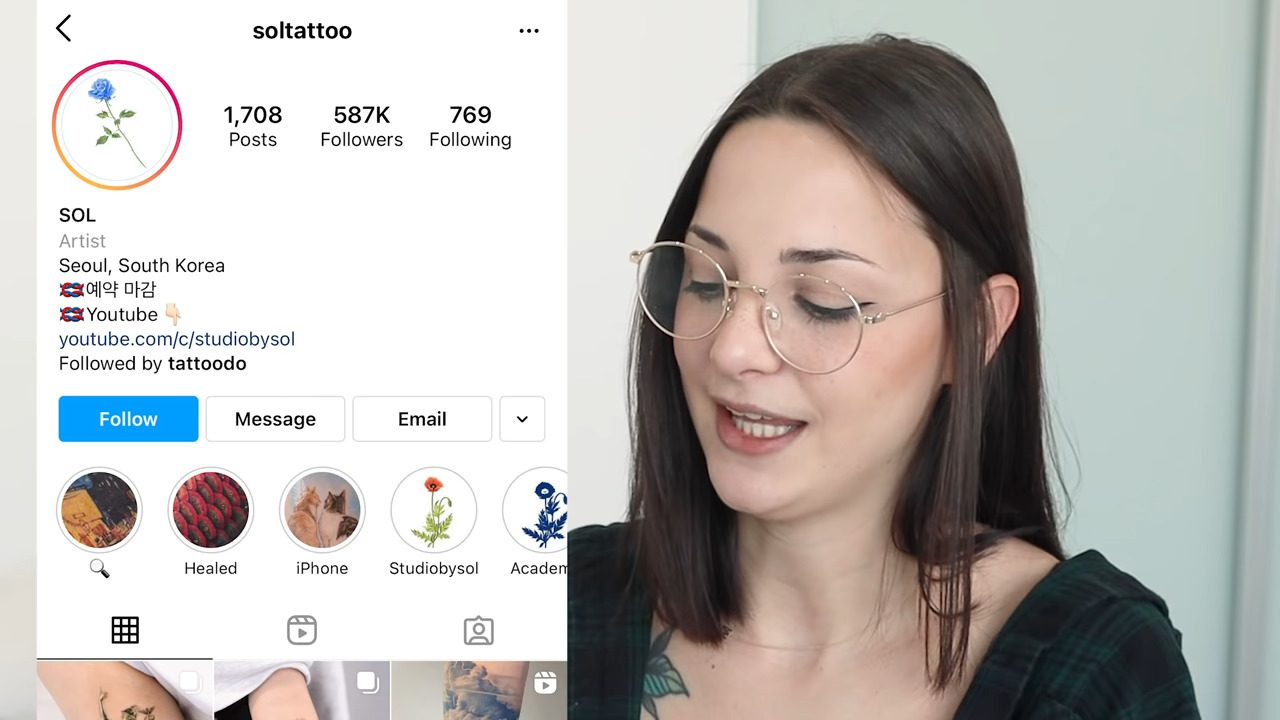 soltattoo
1,708 587K 769
Posts Followers Following
SOL
Artist
Seoul, South Korea
예약 마감
Youtube 👇🏻
youtube.com/c/studiobysol
Followed by tattoodo
Follow Message Email
Healed iPhone Studiobysol Academ